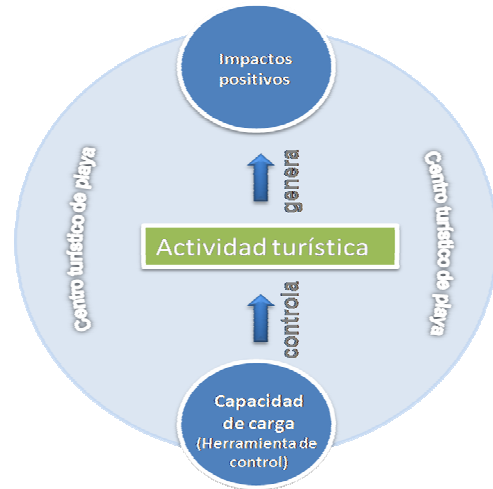 Impactos
positivos
genera
Centro turístico de playa
Centro turístico de playa
Actividad turística
controla
Capacidad
de carga
(Herramienta de
control)